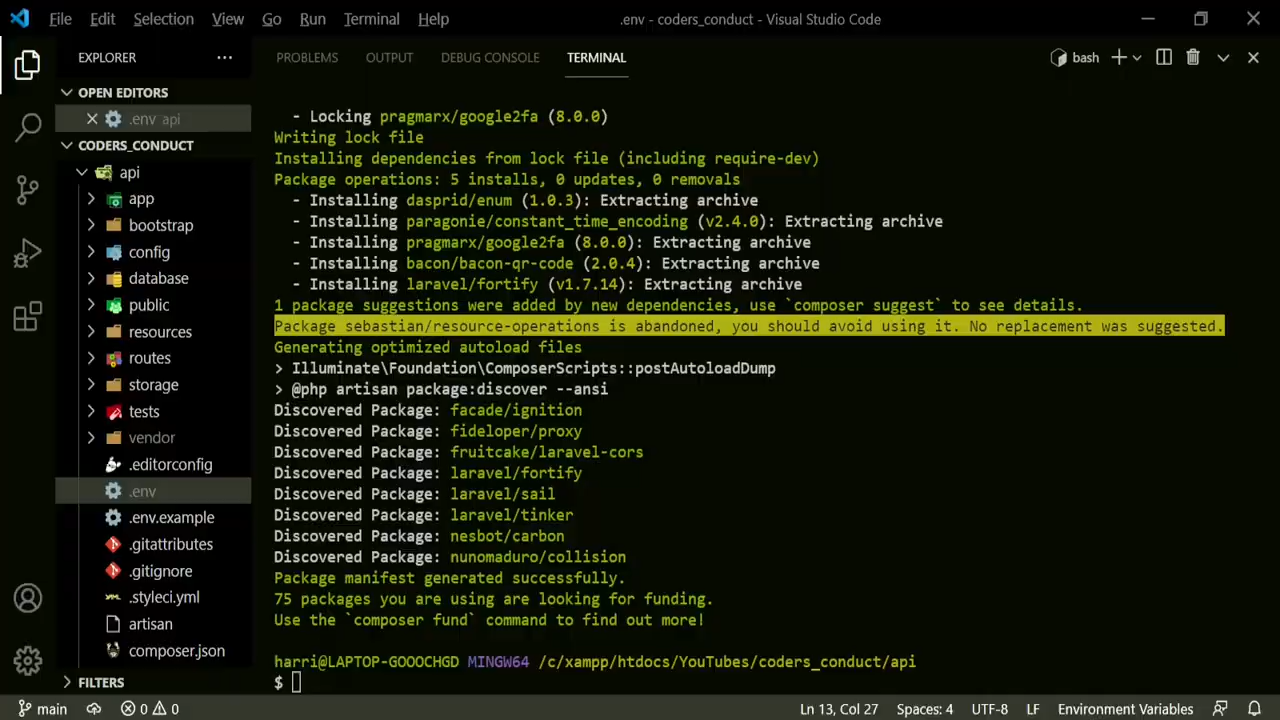 File Edit Selection View Go Run Terminal Help .env - coders_conduct - Visual Studio Code
EXPLORER
PROBLEMS OUTPUT DEBUG CONSOLE TERMINAL bash
OPEN EDITORS
.env api
CODERS_CONDUCT
api
app
bootstrap
config
database
public
resources
routes
storage
tests
vendor
.editorconfig
.env
.env.example
.gitattributes
.gitignore
.styleci.yml
artisan
composer.json
FILTERS
- Locking pragmarx/google2fa (8.0.0)
Writing lock file
Installing dependencies from lock file (including require-dev)
Package operations: 5 installs, 0 updates, 0 removals
- Installing dasprid/enum (1.0.3): Extracting archive
- Installing paragonie/constant_time_encoding (v2.4.0): Extracting archive
- Installing pragmarx/google2fa (8.0.0): Extracting archive
- Installing bacon/bacon-qr-code (2.0.4): Extracting archive
- Installing laravel/fortify (v1.7.14): Extracting archive
1 package suggestions were added by new dependencies, use `composer suggest` to see details.
Package sebastian/resource-operations is abandoned, you should avoid using it. No replacement was suggested.
Generating optimized autoload files
> Illuminate\Foundation\ComposerScripts::postAutoloadDump
> @php artisan package:discover --ansi
Discovered Package: facade/ignition
Discovered Package: fideloper/proxy
Discovered Package: fruitcake/laravel-cors
Discovered Package: laravel/fortify
Discovered Package: laravel/sail
Discovered Package: laravel/tinker
Discovered Package: nesbot/carbon
Discovered Package: nunomaduro/collision
Package manifest generated successfully.
75 packages you are using are looking for funding.
Use the `composer fund` command to find out more!
harri@LAPTOP-GOOOCHGD MINGW64 /c/xampp/htdocs/YouTubes/coders_conduct/api
$
main 0 0 Ln 13, Col 27 Spaces: 4 UTF-8 LF Environment Variables